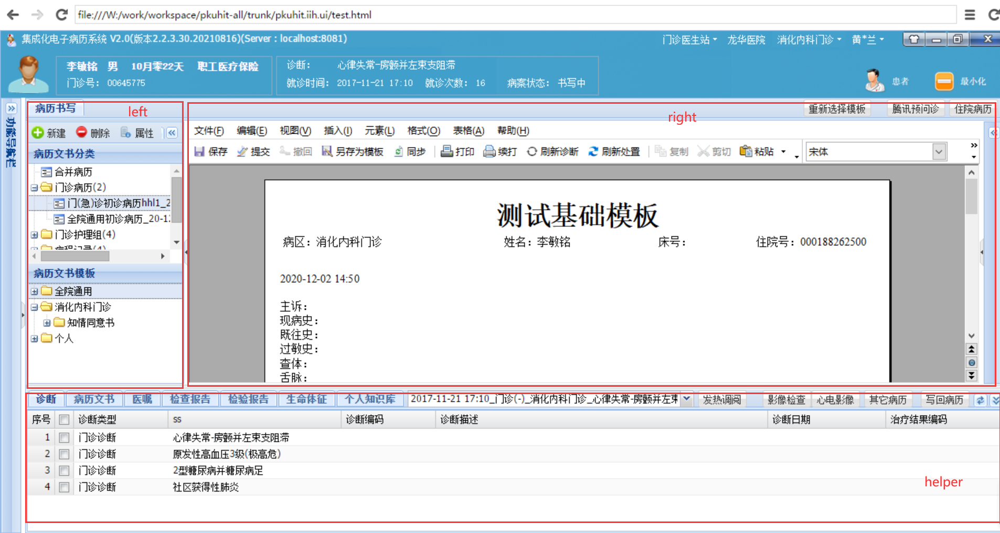 file:///W:/work/workspace/pkuhit-all/trunk/pkuhit.iih.ui/test.html
集成化电子病历系统 V2.0(版本2.2.3.30.20210816)(Server : localhost:8081) 门诊医生站 龙华医院 消化内科门诊 黄*兰
李敏铭 男 10月零22天 职工医疗保险
门诊号: 00645775
诊断: 心律失常-房颤并左束支阻滞
就诊时间: 2017-11-21 17:10 就诊次数: 16 病案状态: 书写中
患者 最小化
功能导航栏
病历书写 left
新建 删除 属性
病历文书分类
合并病历
门诊病历(2)
门(急)诊初诊病历hhl1_2
全院通用初诊病历_20-1
门诊护理组(4)
病程记录(4)
病历文书模板
全院通用
消化内科门诊
知情同意书
个人
right 重新选择模板 腾讯预问诊 住院病历
文件(F) 编辑(E) 视图(V) 插入(I) 元素(L) 格式(O) 表格(A) 帮助(H)
保存 提交 撤回 另存为模板 同步 打印 续打 刷新诊断 刷新处置 复制 剪切 粘贴 宋体
测试基础模板
病区：消化内科门诊 姓名：李敏铭 床号： 住院号：000188262500
2020-12-02 14:50
主诉：
现病史：
既往史：
过敏史：
查体：
舌脉：
诊断 病历文书 医嘱 检查报告 检验报告 生命体征 个人知识库 2017-11-21 17:10_门诊(-)_消化内科门诊_心律失常-房颤并左束 发热调阅 影像检查 心电影像 其它病历 写回病历
序号 诊断类型 ss 诊断编码 诊断描述 诊断日期 治疗结果编码
1 门诊诊断 心律失常-房颤并左束支阻滞
2 门诊诊断 原发性高血压3级(极高危)
3 门诊诊断 2型糖尿病并糖尿病足
4 门诊诊断 社区获得性肺炎
helper